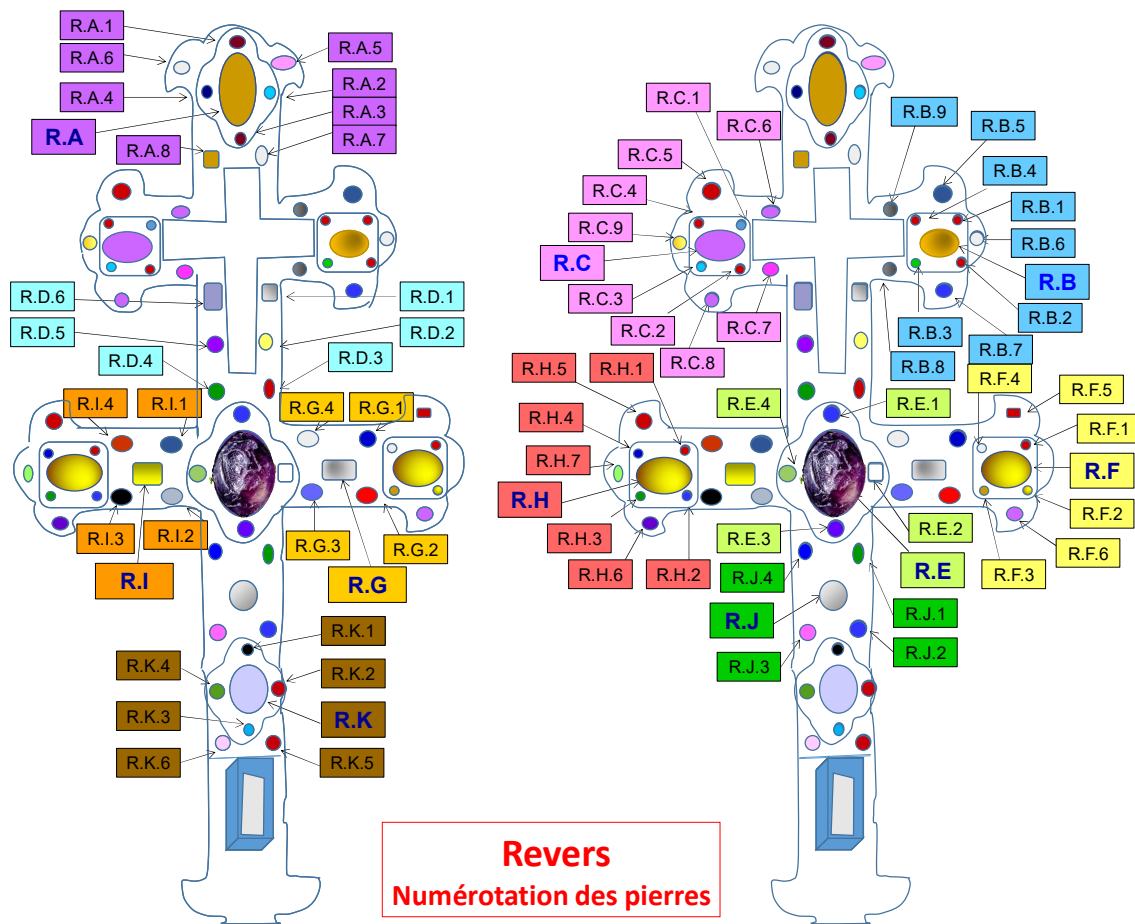 R.A.1
R.A.6
R.A.5
R.A.4
R.A.2
R.A.3
R.A
R.A.7
R.A.8
R.D.6
R.D.1
R.D.5
R.D.2
R.D.4
R.D.3
R.I.4
R.I.1
R.G.4
R.G.1
R.I.3
R.I.2
R.G.3
R.G.2
R.I
R.G
R.K.1
R.K.4
R.K.2
R.K.3
R.K
R.K.6
R.K.5
R.C.1
R.C.6
R.B.9
R.B.5
R.C.5
R.B.4
R.C.4
R.B.1
R.C.9
R.B.6
R.C
R.B
R.C.3
R.C.2
R.C.7
R.B.3
R.B.2
R.C.8
R.B.8
R.B.7
R.H.5
R.H.1
R.F.4
R.F.5
R.H.4
R.E.4
R.E.1
R.F.1
R.H.7
R.F
R.H
R.F.2
R.H.3
R.E.3
R.E.2
R.F.6
R.H.6
R.H.2
R.J.4
R.E
R.F.3
R.J
R.J.1
R.J.3
R.J.2
Revers
Numérotation des pierres